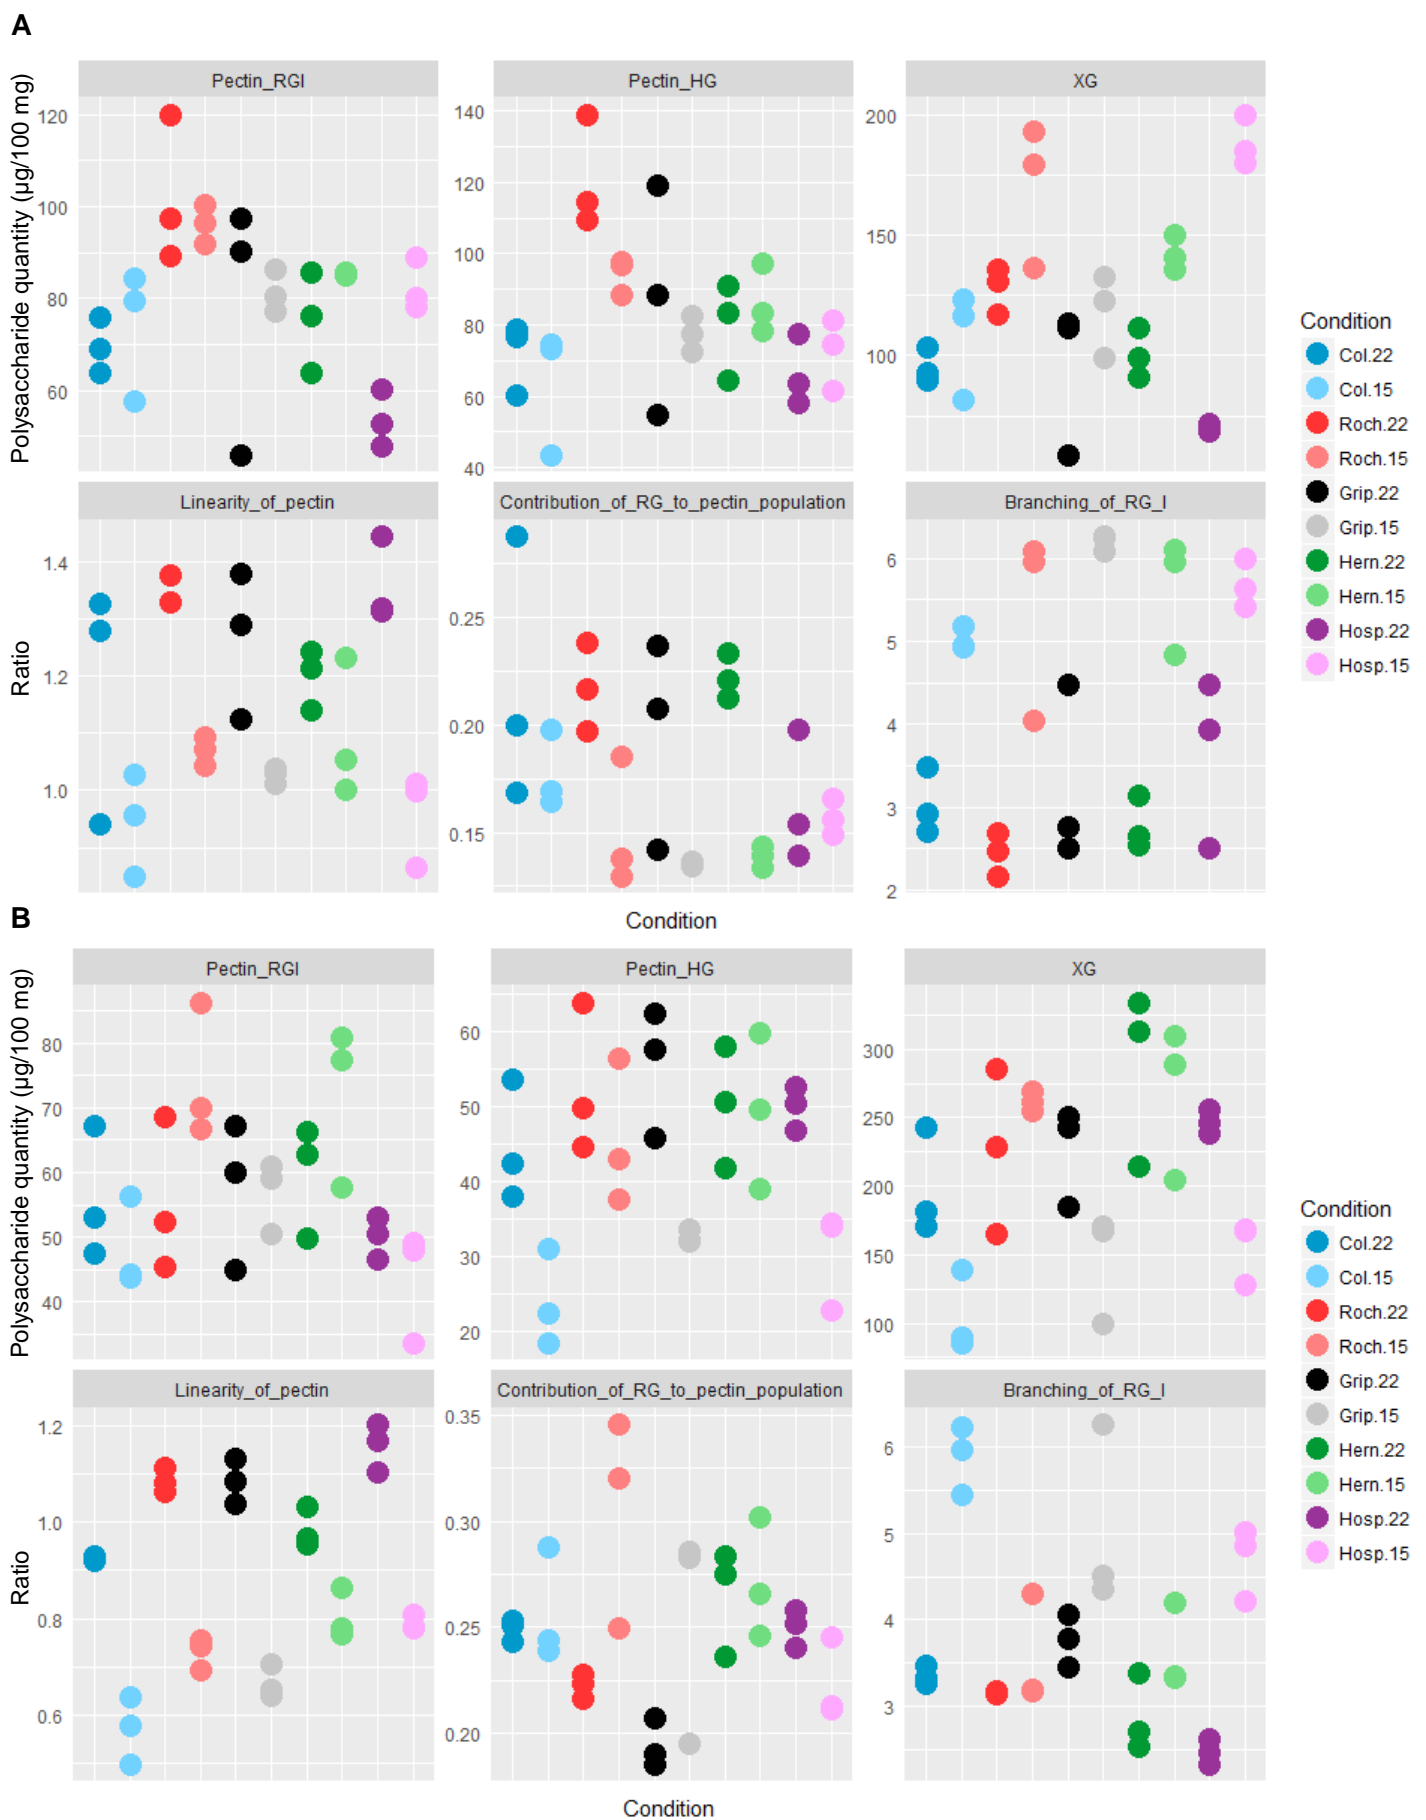 A
Pectin_RGI
Pectin_HG
XG
Polysaccharide quantity (µg/100 mg)
120
100
80
60
140
120
100
80
60
40
200
150
100
Linearity_of_pectin
Contribution_of_RG_to_pectin_population
Branching_of_RG_I
Ratio
1.4
1.2
1.0
0.25
0.20
0.15
6
5
4
3
2
Condition
Condition
Col.22
Col.15
Roch.22
Roch.15
Grip.22
Grip.15
Hern.22
Hern.15
Hosp.22
Hosp.15
B
Pectin_RGI
Pectin_HG
XG
Polysaccharide quantity (µg/100 mg)
80
70
60
50
40
60
50
40
30
20
300
250
200
150
100
Linearity_of_pectin
Contribution_of_RG_to_pectin_population
Branching_of_RG_I
Ratio
1.2
1.0
0.8
0.6
0.35
0.30
0.25
0.20
6
5
4
3
Condition
Condition
Col.22
Col.15
Roch.22
Roch.15
Grip.22
Grip.15
Hern.22
Hern.15
Hosp.22
Hosp.15